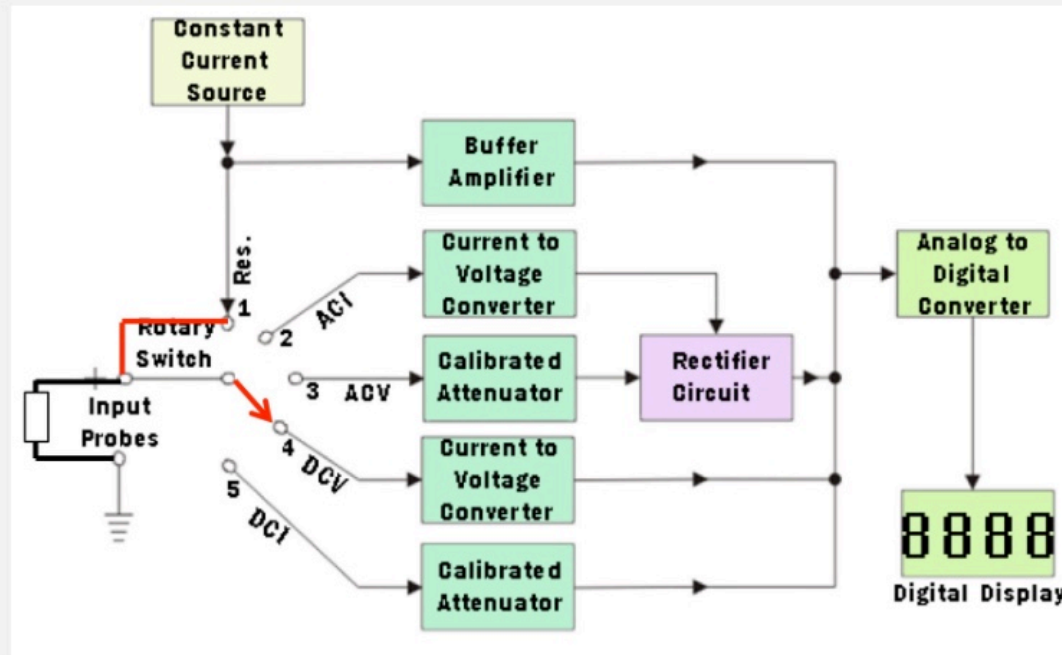 Constant
Current
Source
Buffer
Amplifier
Res.
1
Current to
Voltage
Converter
Analog to
Digital
Converter
ACI
2
Rotary
Switch
Calibrated
Attenuator
Rectifier
Circuit
3 ACV
+
Input
Probes
4 DCV
Current to
Voltage
Converter
5
DCI
8888
Calibrated
Attenuator
Digital Display